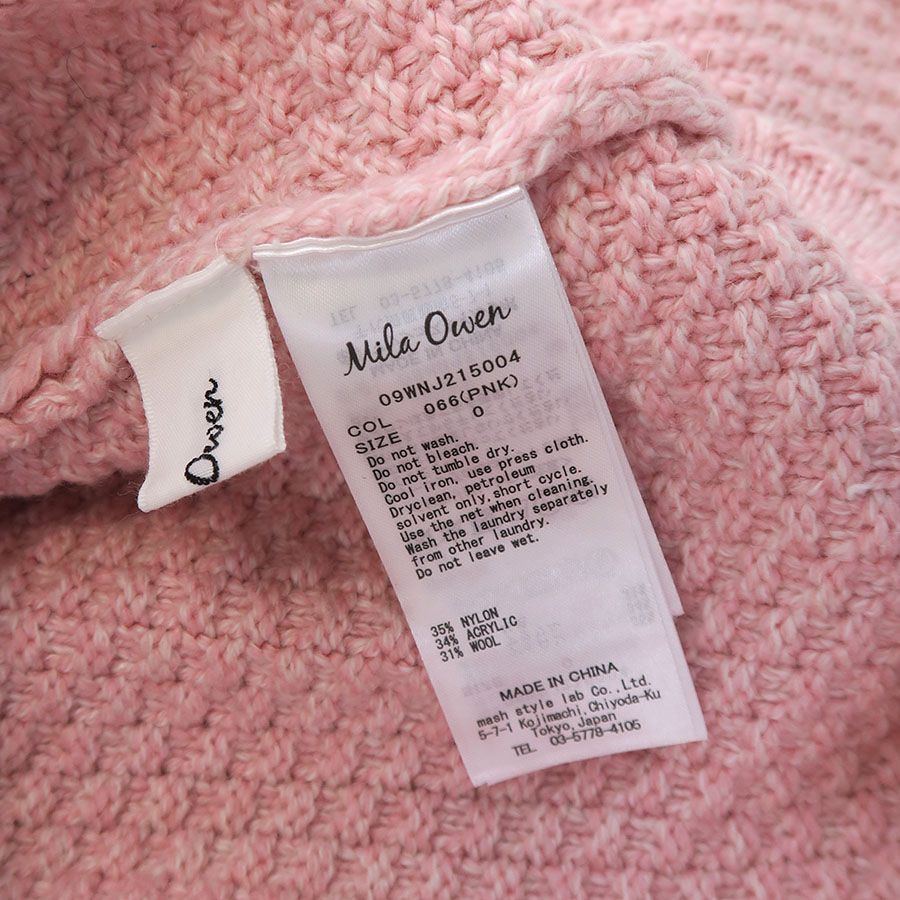 Owen
Mila Owen
09WNJ215004
COL 066(PNK)
SIZE 0
Do not wash.
Do not bleach.
Do not tumble dry.
Cool iron, use press cloth.
Dryclean, petroleum
solvent only,short cycle.
Use the net when cleaning.
Wash the laundry separately
from other laundry.
Do not leave wet.
35% NYLON
34% ACRYLIC
31% WOOL
MADE IN CHINA
mash style lab Co.,Ltd.
5-7-1 Kojimachi,Chiyoda-Ku
Tokyo,Japan
TEL 03-5778-4105